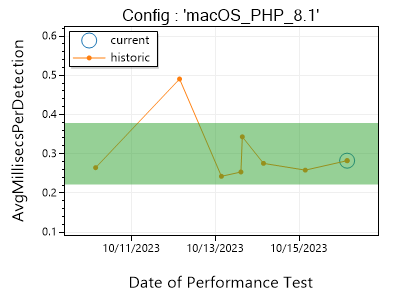 Config : 'macOS_PHP_8.1'
current
historic
AvgMillisecsPerDetection
0.6
0.5
0.4
0.3
0.2
0.1
10/11/2023
10/13/2023
10/15/2023
Date of Performance Test